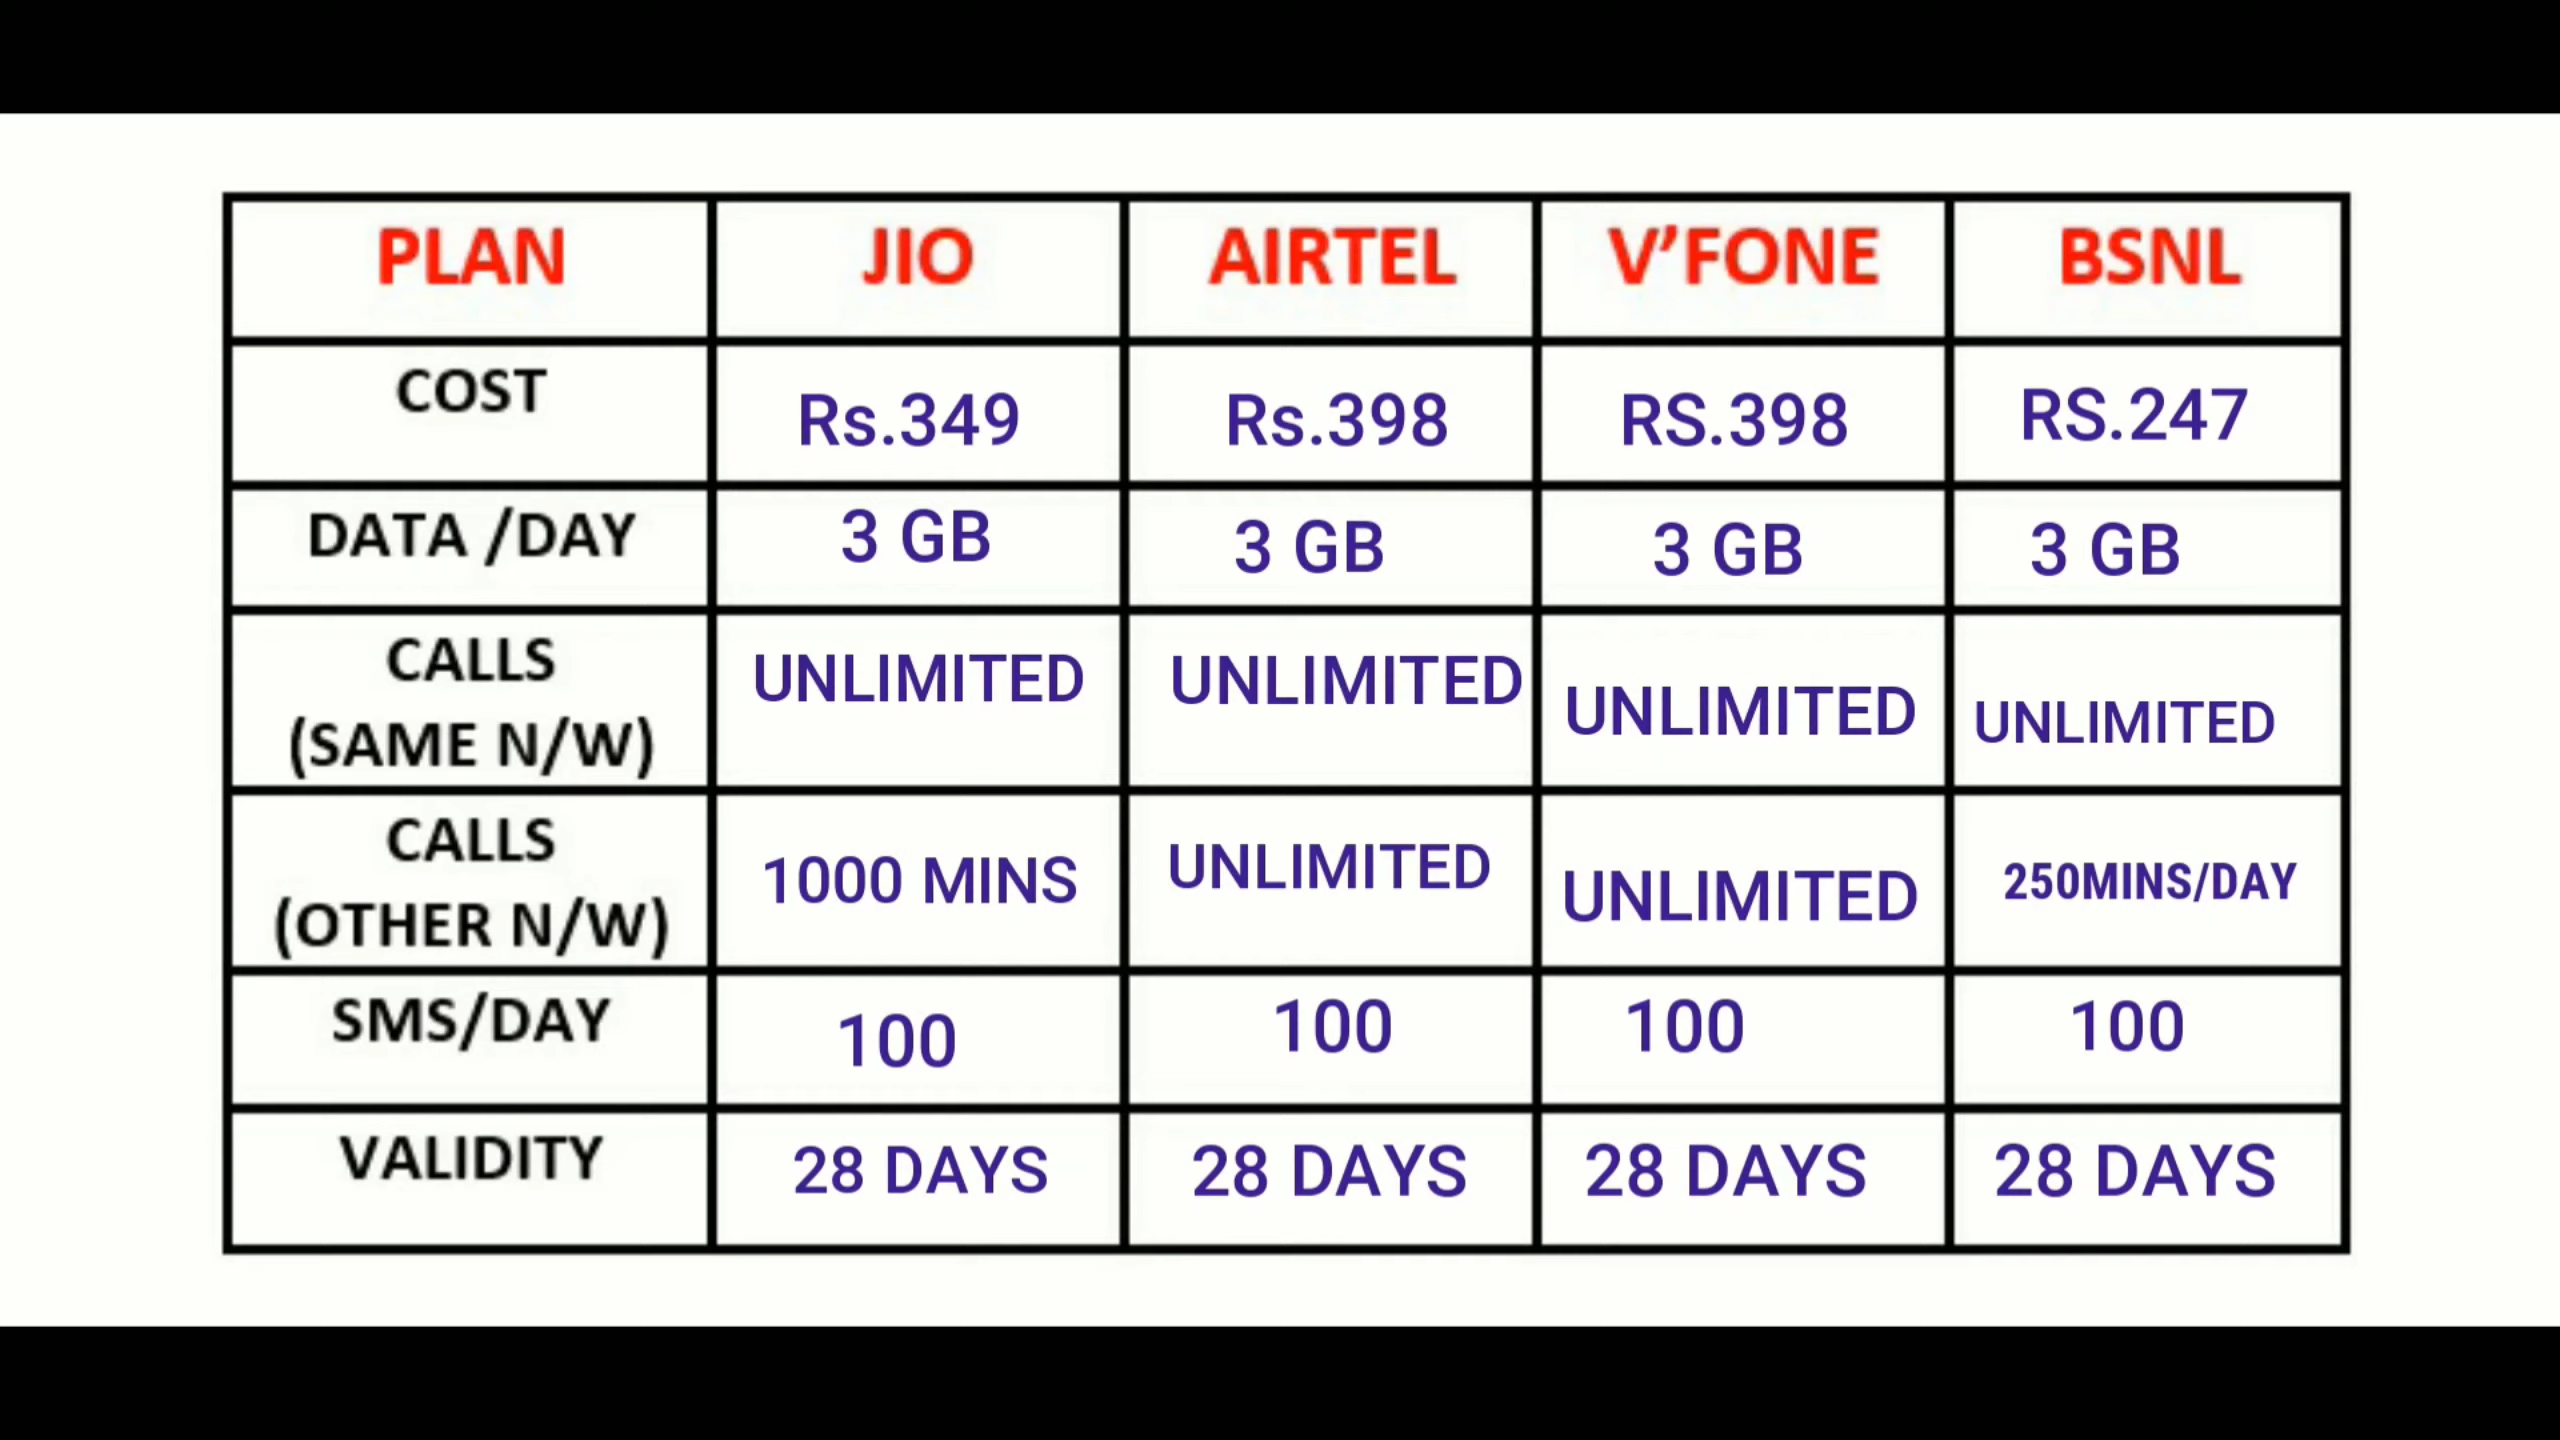 PLAN JIO AIRTEL V’FONE BSNL
COST Rs.349 Rs.398 RS.398 RS.247
DATA /DAY 3 GB 3 GB 3 GB 3 GB
CALLS
(SAME N/W) UNLIMITED UNLIMITED UNLIMITED UNLIMITED
CALLS
(OTHER N/W) 1000 MINS UNLIMITED UNLIMITED 250MINS/DAY
SMS/DAY 100 100 100 100
VALIDITY 28 DAYS 28 DAYS 28 DAYS 28 DAYS